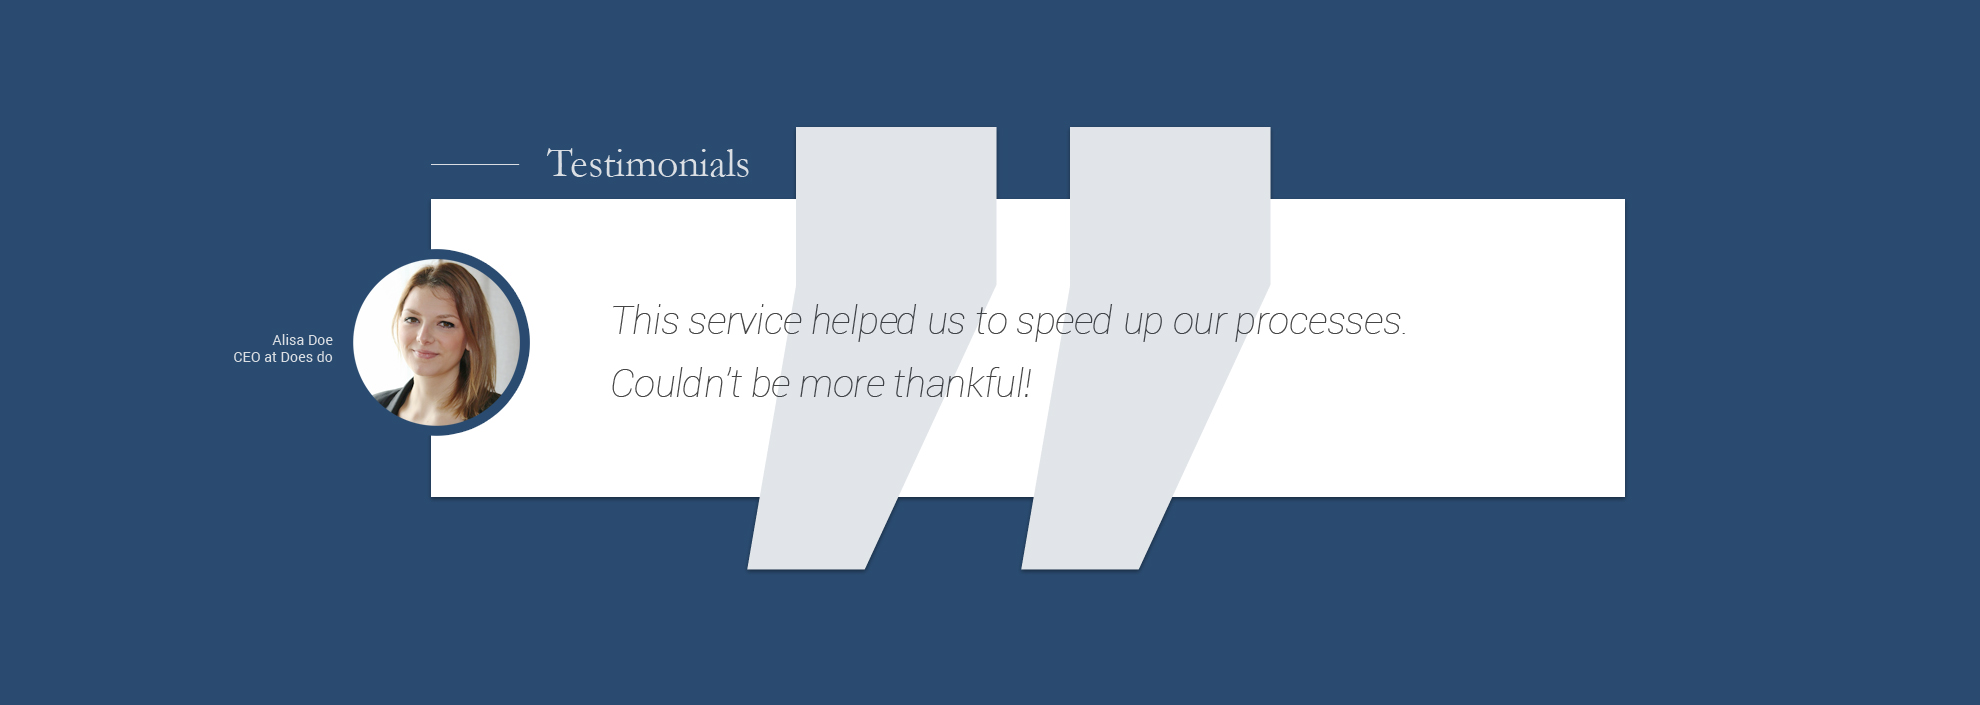 Testimonials
Alisa Doe
CEO at Does do
This service helped us to speed up our processes.
Couldn’t be more thankful!